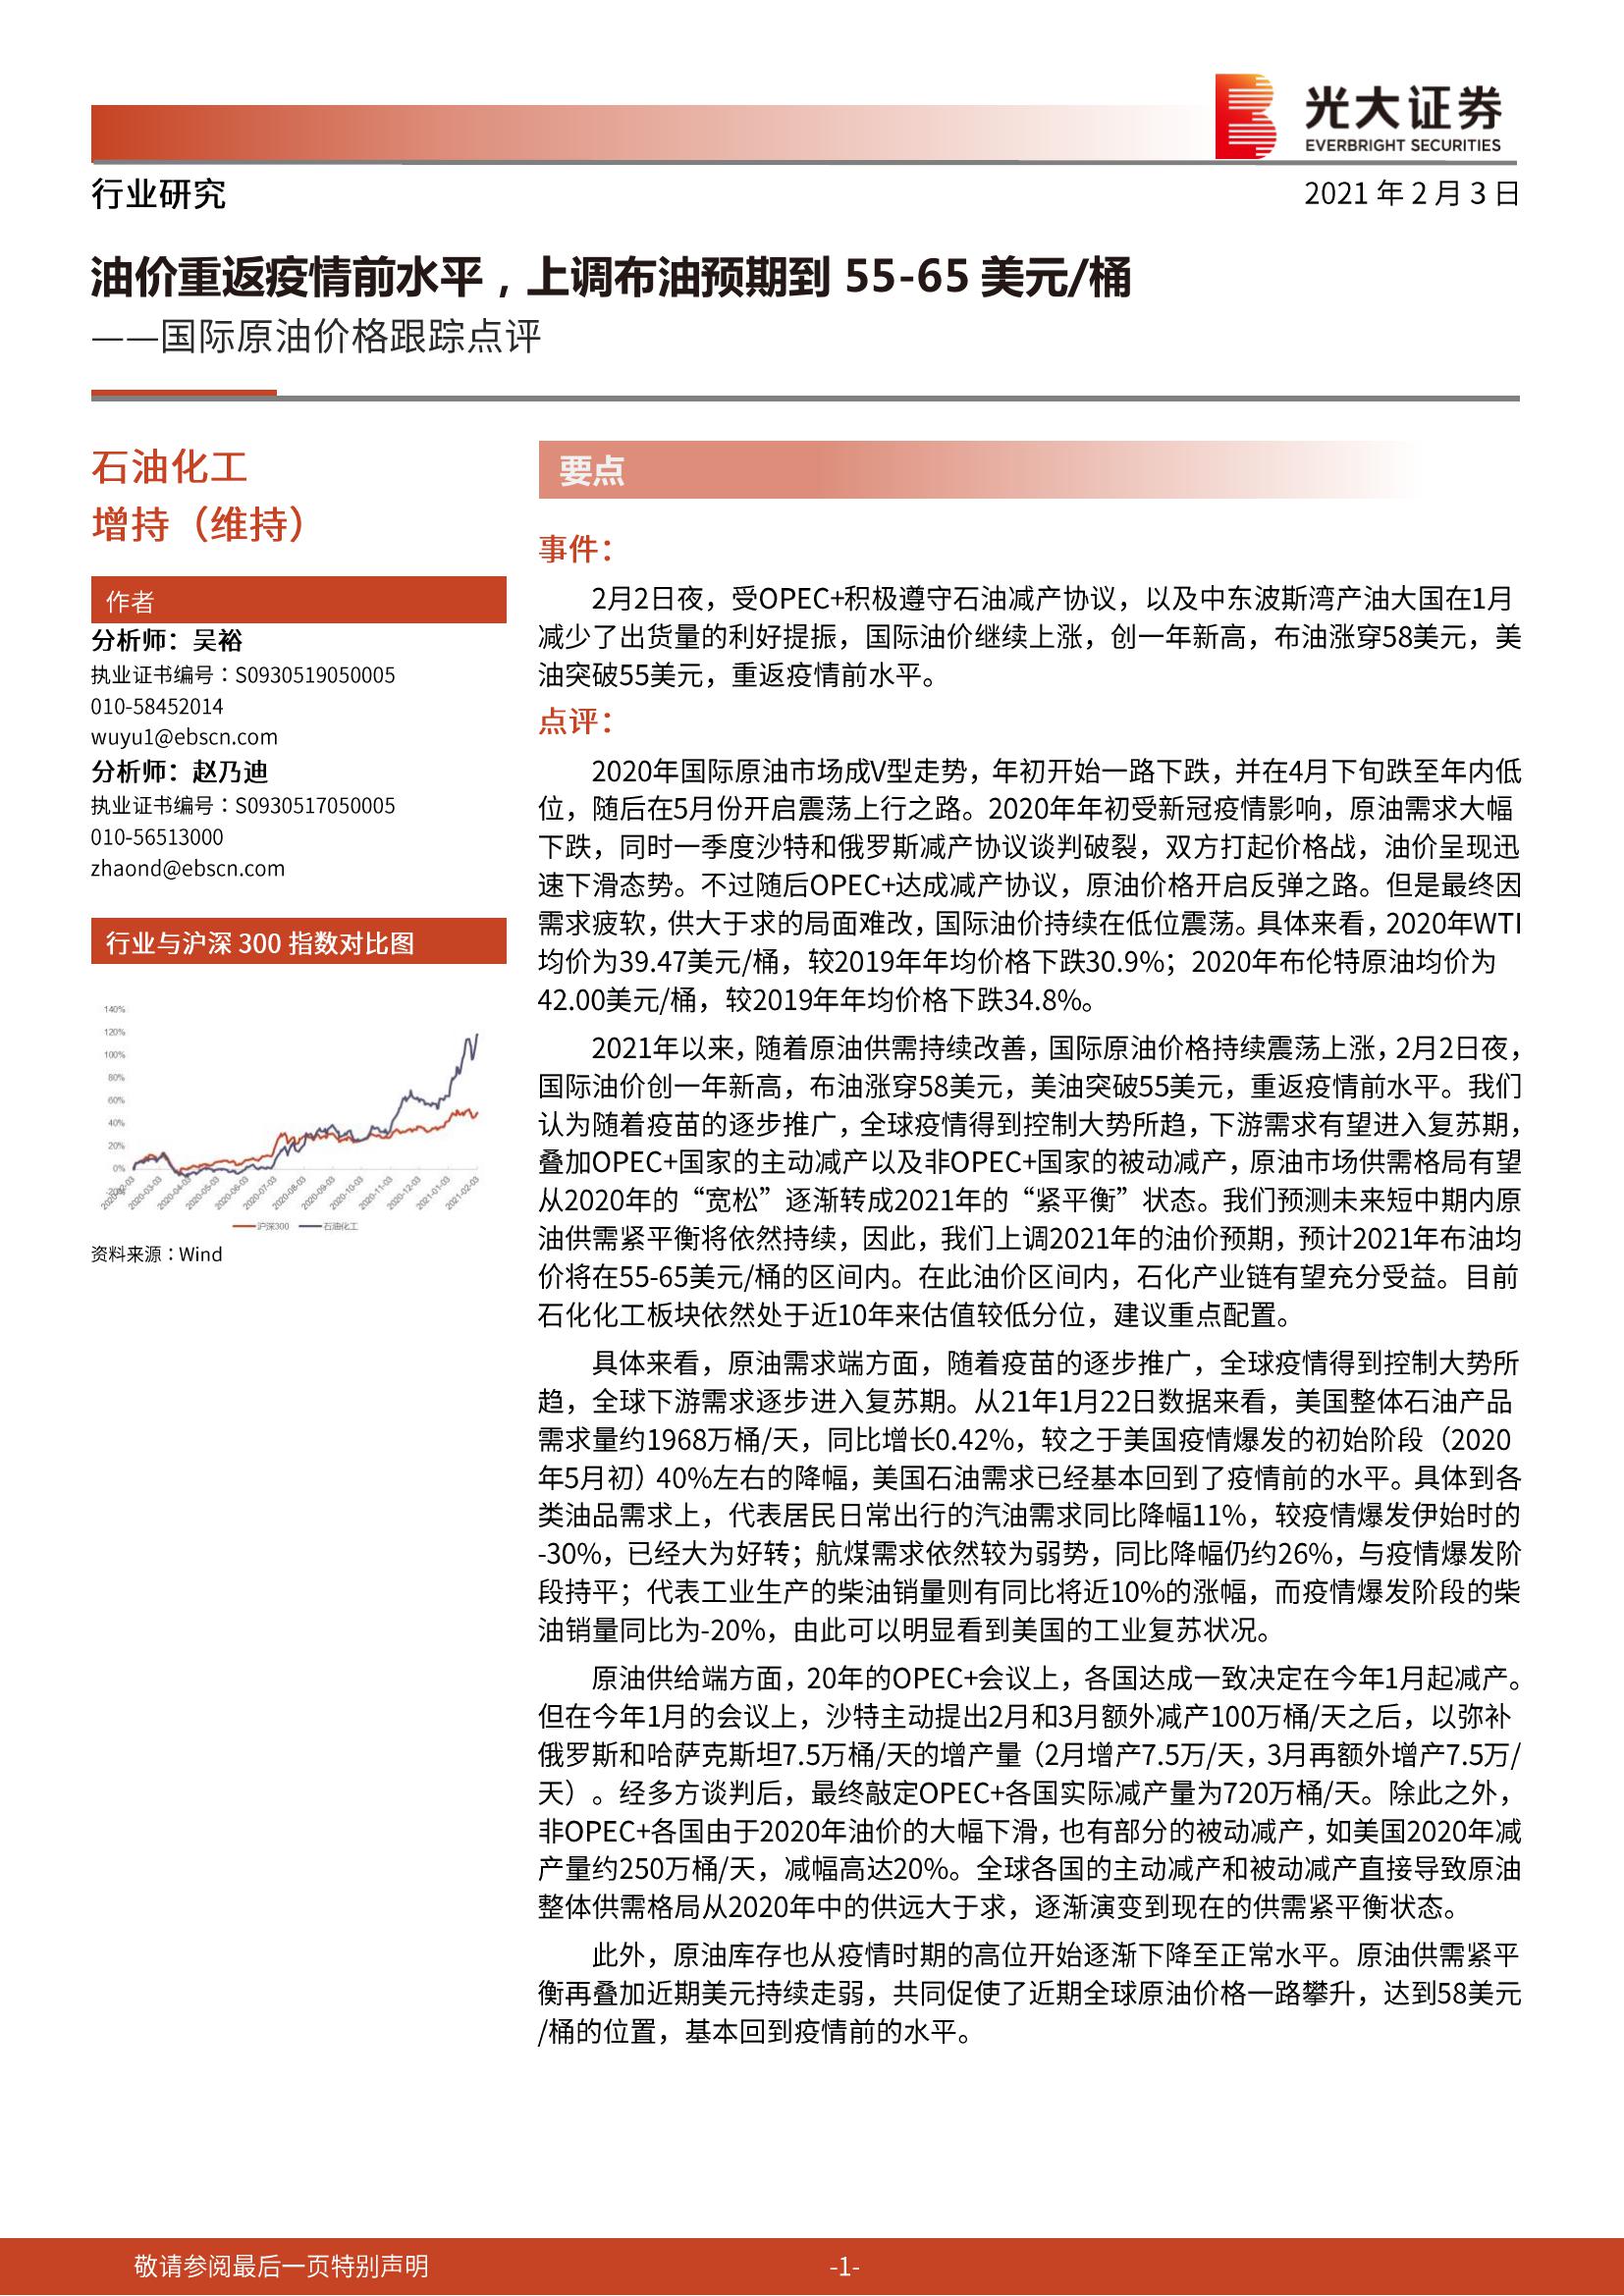 光大证券
EVERBRIGHT SECURITIES
行业研究
2021 年 2 月 3 日
油价重返疫情前水平，上调布油预期到 55-65 美元/桶
——国际原油价格跟踪点评
石油化工
增持（维持）
作者
分析师：吴裕
执业证书编号：S0930519050005
010-58452014
wuyu1@ebscn.com
分析师：赵乃迪
执业证书编号：S0930517050005
010-56513000
zhaond@ebscn.com
行业与沪深 300 指数对比图
140%
120%
100%
80%
60%
40%
20%
0%
2020-02-03
2020-03-03
2020-04-03
2020-05-03
2020-06-03
2020-07-03
2020-08-03
2020-09-03
2020-10-03
2020-11-03
2020-12-03
2021-01-03
2021-02-03
沪深300 石油化工
资料来源：Wind
要点
事件：
2月2日夜，受OPEC+积极遵守石油减产协议，以及中东波斯湾产油大国在1月
减少了出货量的利好提振，国际油价继续上涨，创一年新高，布油涨穿58美元，美
油突破55美元，重返疫情前水平。
点评：
2020年国际原油市场成V型走势，年初开始一路下跌，并在4月下旬跌至年内低
位，随后在5月份开启震荡上行之路。2020年年初受新冠疫情影响，原油需求大幅
下跌，同时一季度沙特和俄罗斯减产协议谈判破裂，双方打起价格战，油价呈现迅
速下滑态势。不过随后OPEC+达成减产协议，原油价格开启反弹之路。但是最终因
需求疲软，供大于求的局面难改，国际油价持续在低位震荡。具体来看，2020年WTI
均价为39.47美元/桶，较2019年年均价格下跌30.9%；2020年布伦特原油均价为
42.00美元/桶，较2019年年均价格下跌34.8%。
2021年以来，随着原油供需持续改善，国际原油价格持续震荡上涨，2月2日夜，
国际油价创一年新高，布油涨穿58美元，美油突破55美元，重返疫情前水平。我们
认为随着疫苗的逐步推广，全球疫情得到控制大势所趋，下游需求有望进入复苏期，
叠加OPEC+国家的主动减产以及非OPEC+国家的被动减产，原油市场供需格局有望
从2020年的“宽松”逐渐转成2021年的“紧平衡”状态。我们预测未来短中期内原
油供需紧平衡将依然持续，因此，我们上调2021年的油价预期，预计2021年布油均
价将在55-65美元/桶的区间内。在此油价区间内，石化产业链有望充分受益。目前
石化化工板块依然处于近10年来估值较低分位，建议重点配置。
具体来看，原油需求端方面，随着疫苗的逐步推广，全球疫情得到控制大势所
趋，全球下游需求逐步进入复苏期。从21年1月22日数据来看，美国整体石油产品
需求量约1968万桶/天，同比增长0.42%，较之于美国疫情爆发的初始阶段（2020
年5月初）40%左右的降幅，美国石油需求已经基本回到了疫情前的水平。具体到各
类油品需求上，代表居民日常出行的汽油需求同比降幅11%，较疫情爆发伊始时的
-30%，已经大为好转；航煤需求依然较为弱势，同比降幅仍约26%，与疫情爆发阶
段持平；代表工业生产的柴油销量则有同比将近10%的涨幅，而疫情爆发阶段的柴
油销量同比为-20%，由此可以明显看到美国的工业复苏状况。
原油供给端方面，20年的OPEC+会议上，各国达成一致决定在今年1月起减产。
但在今年1月的会议上，沙特主动提出2月和3月额外减产100万桶/天之后，以弥补
俄罗斯和哈萨克斯坦7.5万桶/天的增产量（2月增产7.5万/天，3月再额外增产7.5万/
天）。经多方谈判后，最终敲定OPEC+各国实际减产量为720万桶/天。除此之外，
非OPEC+各国由于2020年油价的大幅下滑，也有部分的被动减产，如美国2020年减
产量约250万桶/天，减幅高达20%。全球各国的主动减产和被动减产直接导致原油
整体供需格局从2020年中的供远大于求，逐渐演变到现在的供需紧平衡状态。
此外，原油库存也从疫情时期的高位开始逐渐下降至正常水平。原油供需紧平
衡再叠加近期美元持续走弱，共同促使了近期全球原油价格一路攀升，达到58美元
/桶的位置，基本回到疫情前的水平。
敬请参阅最后一页特别声明
-1-